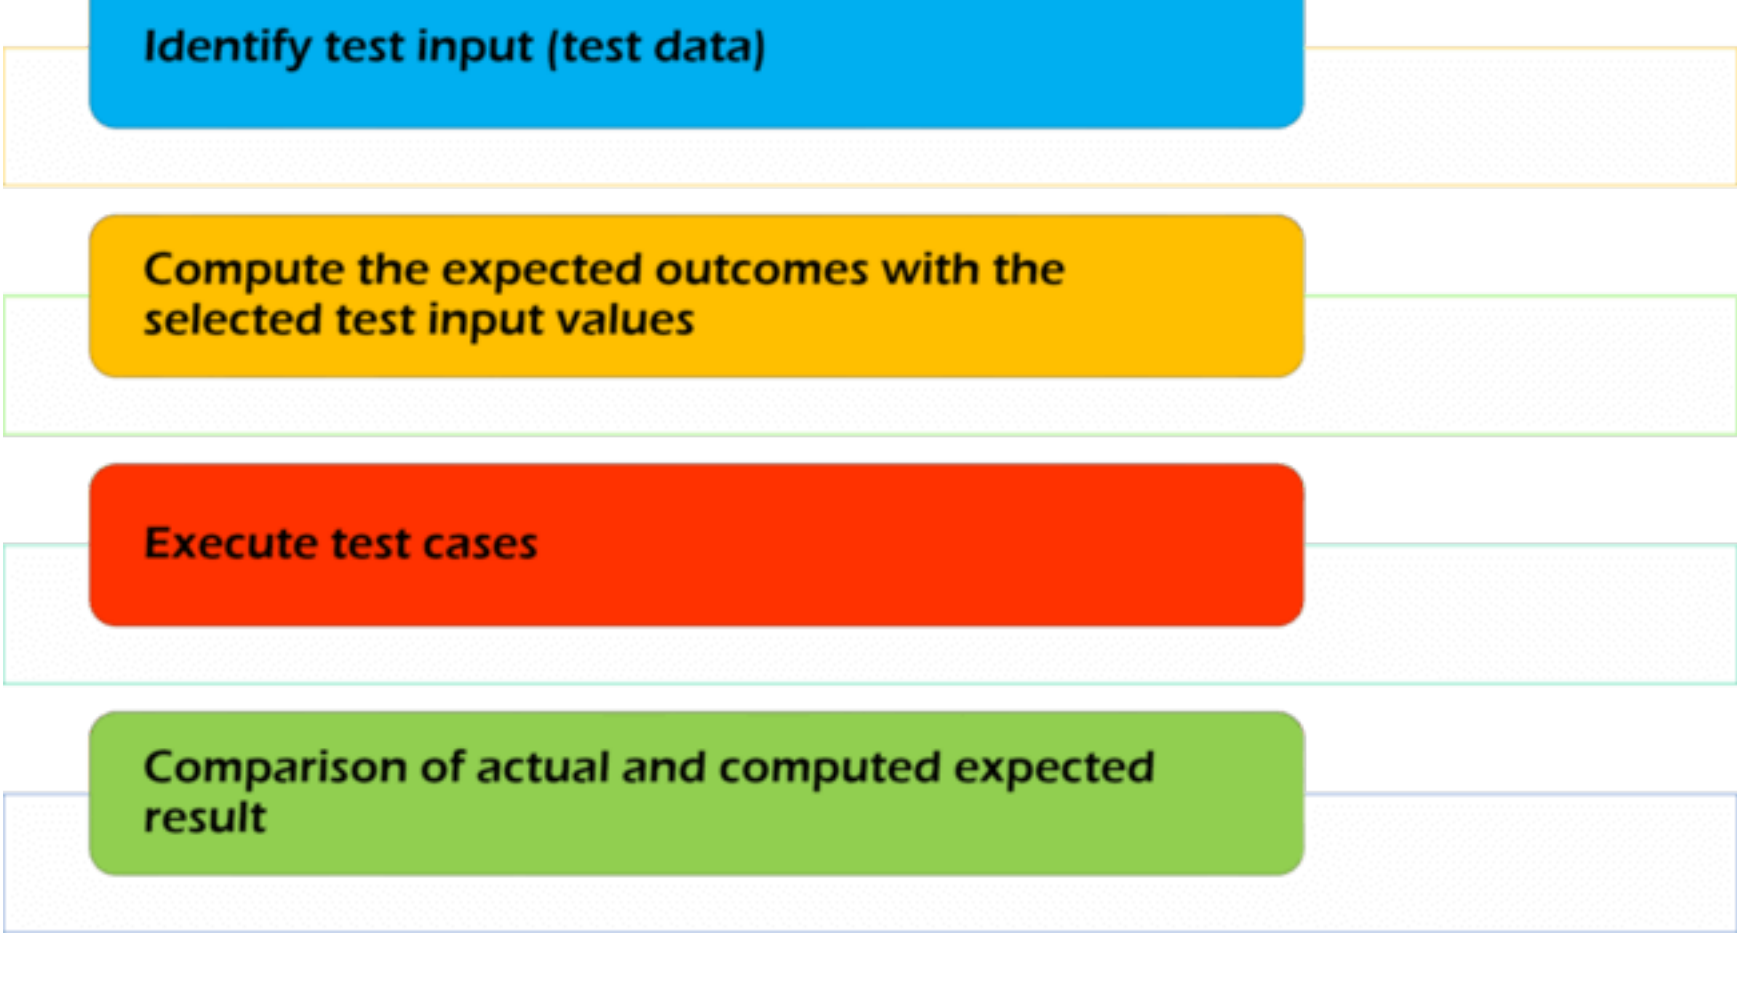 Identify test input (test data)
Compute the expected outcomes with the
selected test input values
Execute test cases
Comparison of actual and computed expected
result